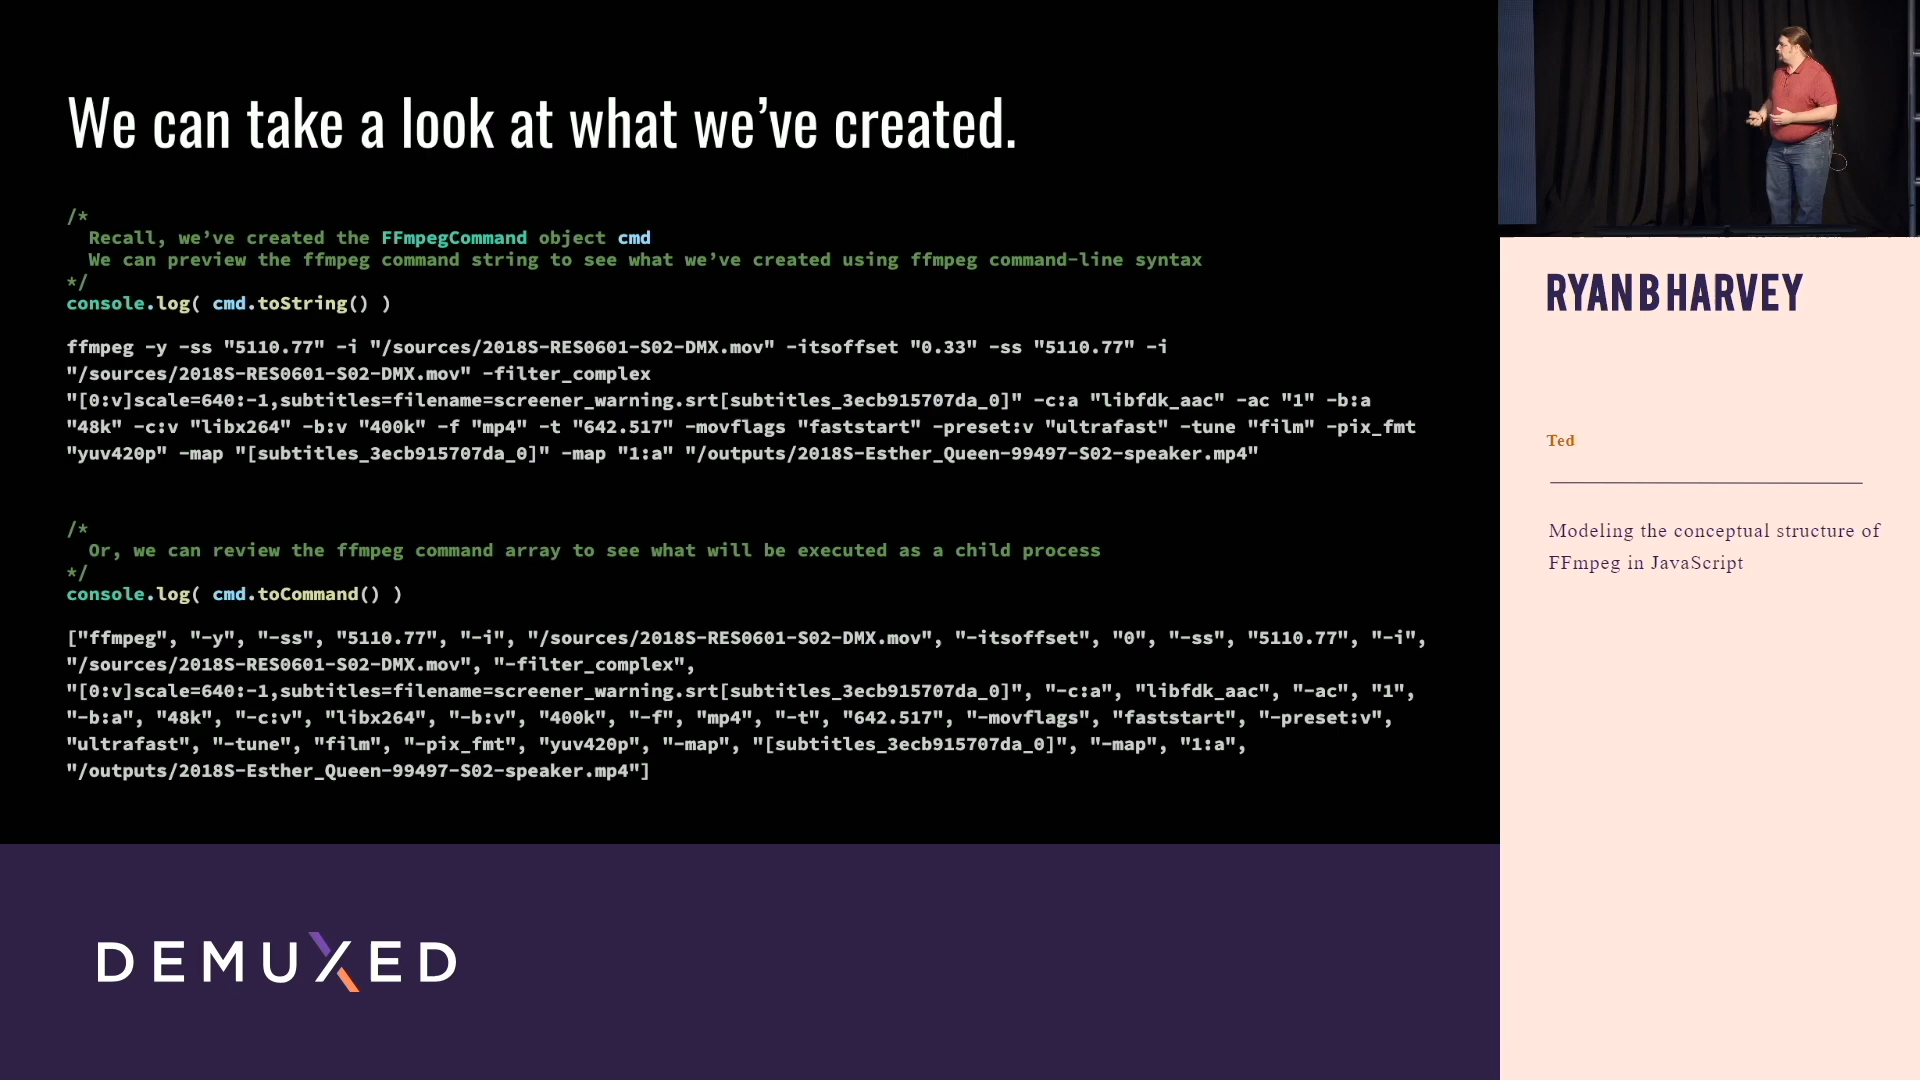 We can take a look at what we’ve created.
/*
Recall, we’ve created the FFmpegCommand object cmd
We can preview the ffmpeg command string to see what we’ve created using ffmpeg command-line syntax
*/
console.log( cmd.toString() )
ffmpeg -y -ss "5110.77" -i "/sources/2018S-RES0601-S02-DMX.mov" -itsoffset "0.33" -ss "5110.77" -i
"/sources/2018S-RES0601-S02-DMX.mov" -filter_complex
"[0:v]scale=640:-1,subtitles=filename=screener_warning.srt[subtitles_3ecb915707da_0]" -c:a "libfdk_aac" -ac "1" -b:a
"48k" -c:v "libx264" -b:v "400k" -f "mp4" -t "642.517" -movflags "faststart" -preset:v "ultrafast" -tune "film" -pix_fmt
"yuv420p" -map "[subtitles_3ecb915707da_0]" -map "1:a" "/outputs/2018S-Esther_Queen-99497-S02-speaker.mp4"
/*
Or, we can review the ffmpeg command array to see what will be executed as a child process
*/
console.log( cmd.toCommand() )
["ffmpeg", "-y", "-ss", "5110.77", "-i", "/sources/2018S-RES0601-S02-DMX.mov", "-itsoffset", "0", "-ss", "5110.77", "-i",
"/sources/2018S-RES0601-S02-DMX.mov", "-filter_complex",
"[0:v]scale=640:-1,subtitles=filename=screener_warning.srt[subtitles_3ecb915707da_0]", "-c:a", "libfdk_aac", "-ac", "1",
"-b:a", "48k", "-c:v", "libx264", "-b:v", "400k", "-f", "mp4", "-t", "642.517", "-movflags", "faststart", "-preset:v",
"ultrafast", "-tune", "film", "-pix_fmt", "yuv420p", "-map", "[subtitles_3ecb915707da_0]", "-map", "1:a",
"/outputs/2018S-Esther_Queen-99497-S02-speaker.mp4"]
DEMUXED
RYAN B HARVEY
Ted
Modeling the conceptual structure of
FFmpeg in JavaScript